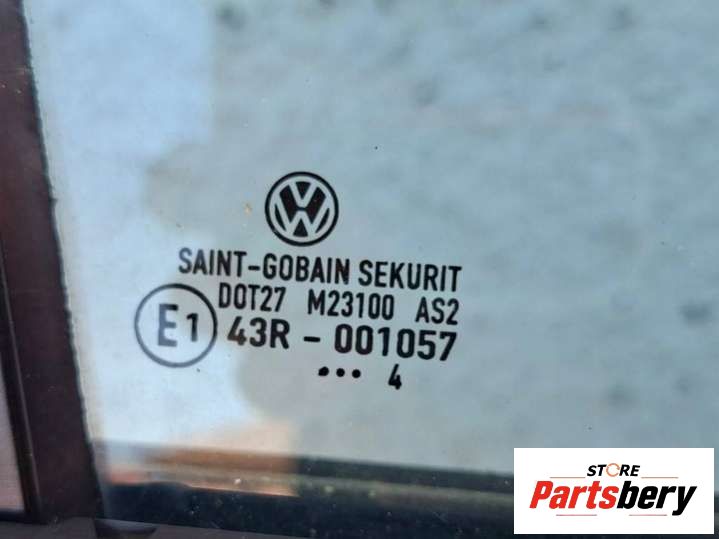 SAINT-GOBAIN SEKURIT
DOT27 M23100 AS2
E1 43R - 001057
••• 4
STORE
Partsbery